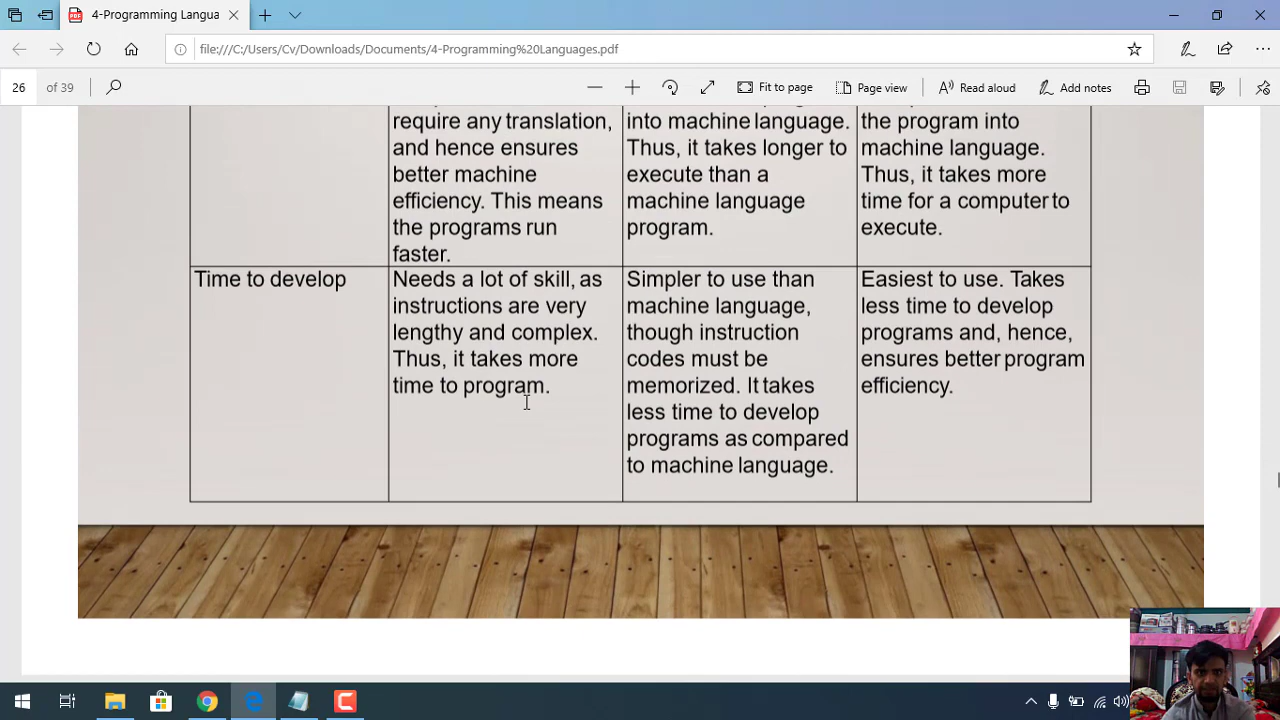 4-Programming Langua
file:///C:/Users/Cv/Downloads/Documents/4-Programming%20Languages.pdf
26 of 39
Fit to page
Page view
Read aloud
Add notes
require any translation,
and hence ensures
better machine
efficiency. This means
the programs run
faster.
into machine language.
Thus, it takes longer to
execute than a
machine language
program.
the program into
machine language.
Thus, it takes more
time for a computer to
execute.
Time to develop
Needs a lot of skill, as
instructions are very
lengthy and complex.
Thus, it takes more
time to program.
Simpler to use than
machine language,
though instruction
codes must be
memorized. It takes
less time to develop
programs as compared
to machine language.
Easiest to use. Takes
less time to develop
programs and, hence,
ensures better program
efficiency.